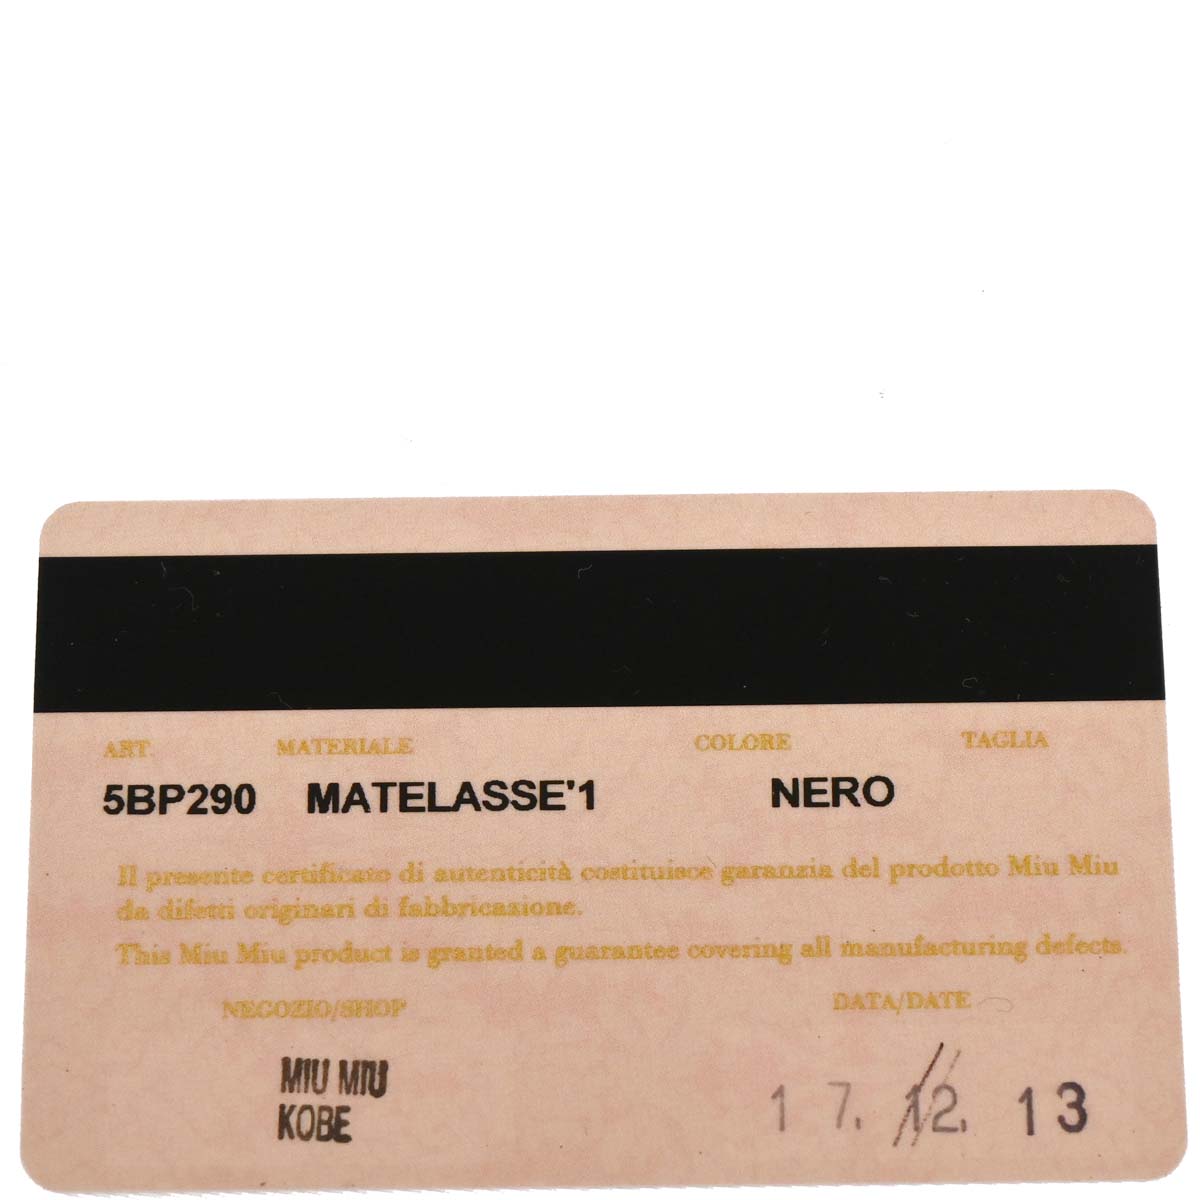 ART. MATERIALE COLORE TAGLIA
5BP290 MATELASSE'1 NERO
Il presente certificato di autenticità costituisce garanzia del prodotto Miu Miu
da difetti originari di fabbricazione.
This Miu Miu product is granted a guarantee covering all manufacturing defects.
NEGOZIO/SHOP DATA/DATE
MIU MIU
KOBE
17. 12. 13